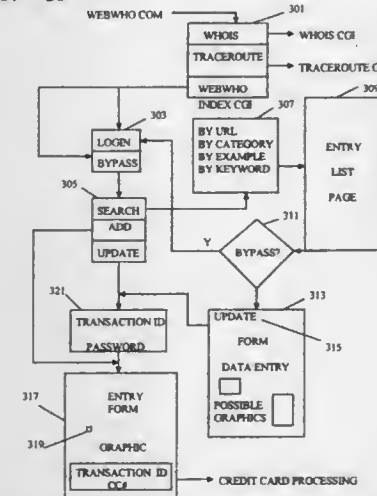 WEBWHO COM
301
WHOIS
WHOIS CGI
TRACEROUTE
TRACEROUTE C
WEBWHO
INDEX CGI
303
307
309
LOGIN
BYPASS
BY URL
BY CATEGORY
BY EXAMPLE
BY KEYWORD
ENTRY
LIST
PAGE
305
SEARCH
ADD
UPDATE
311
Y
BYPASS?
321
TRANSACTION ID
PASSWORD
313
UPDATE
315
FORM
DATA ENTRY
POSSIBLE
GRAPHICS
317
ENTRY
FORM
319
GRAPHIC
TRANSACTION ID
CC#
CREDIT CARD PROCESSING